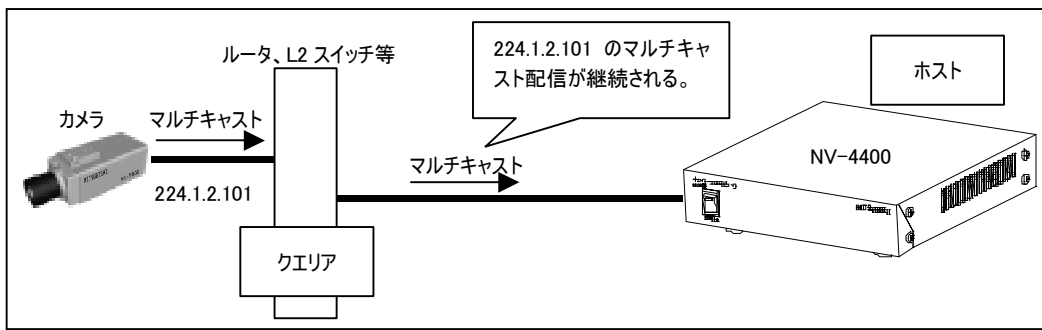 ルータ、L2 スイッチ等
224.1.2.101 のマルチキャ
スト配信が継続される。
ホスト
カメラ
マルチキャスト
マルチキャスト
NV-4400
MITSUBISHI
224.1.2.101
クエリア